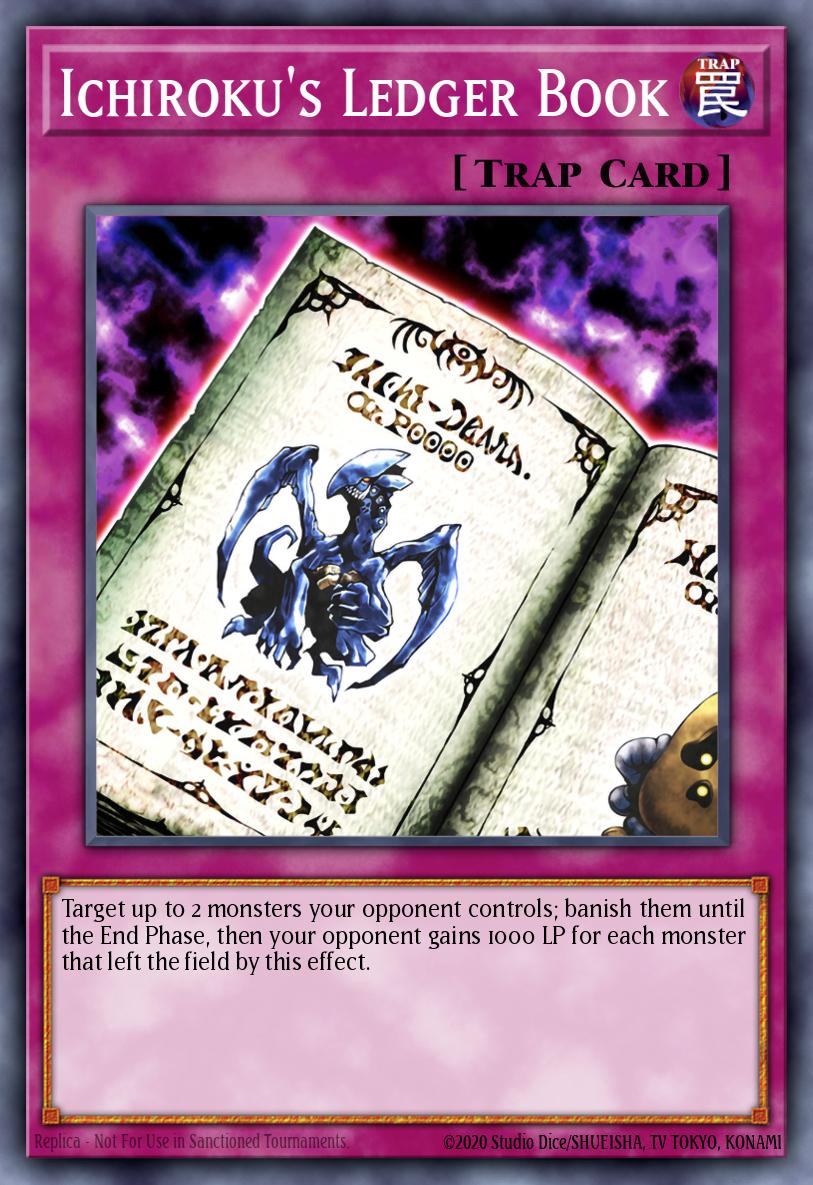 Ichiroku's Ledger Book
TRAP
罠
[Trap Card]
Target up to 2 monsters your opponent controls; banish them until
the End Phase, then your opponent gains 1000 LP for each monster
that left the field by this effect.
Replica - Not For Use in Sanctioned Tournaments.
©2020 Studio Dice/SHUEISHA, TV TOKYO, KONAMI